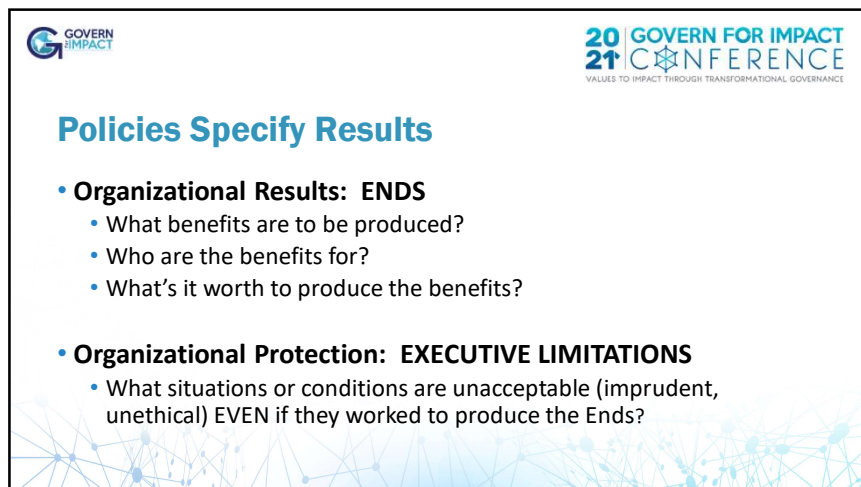 GOVERN
FOR IMPACT
20 GOVERN FOR IMPACT
21 CONFERENCE
VALUES TO IMPACT THROUGH TRANSFORMATIONAL GOVERNANCE
Policies Specify Results
• Organizational Results: ENDS
• What benefits are to be produced?
• Who are the benefits for?
• What's it worth to produce the benefits?
• Organizational Protection: EXECUTIVE LIMITATIONS
• What situations or conditions are unacceptable (imprudent,
unethical) EVEN if they worked to produce the Ends?